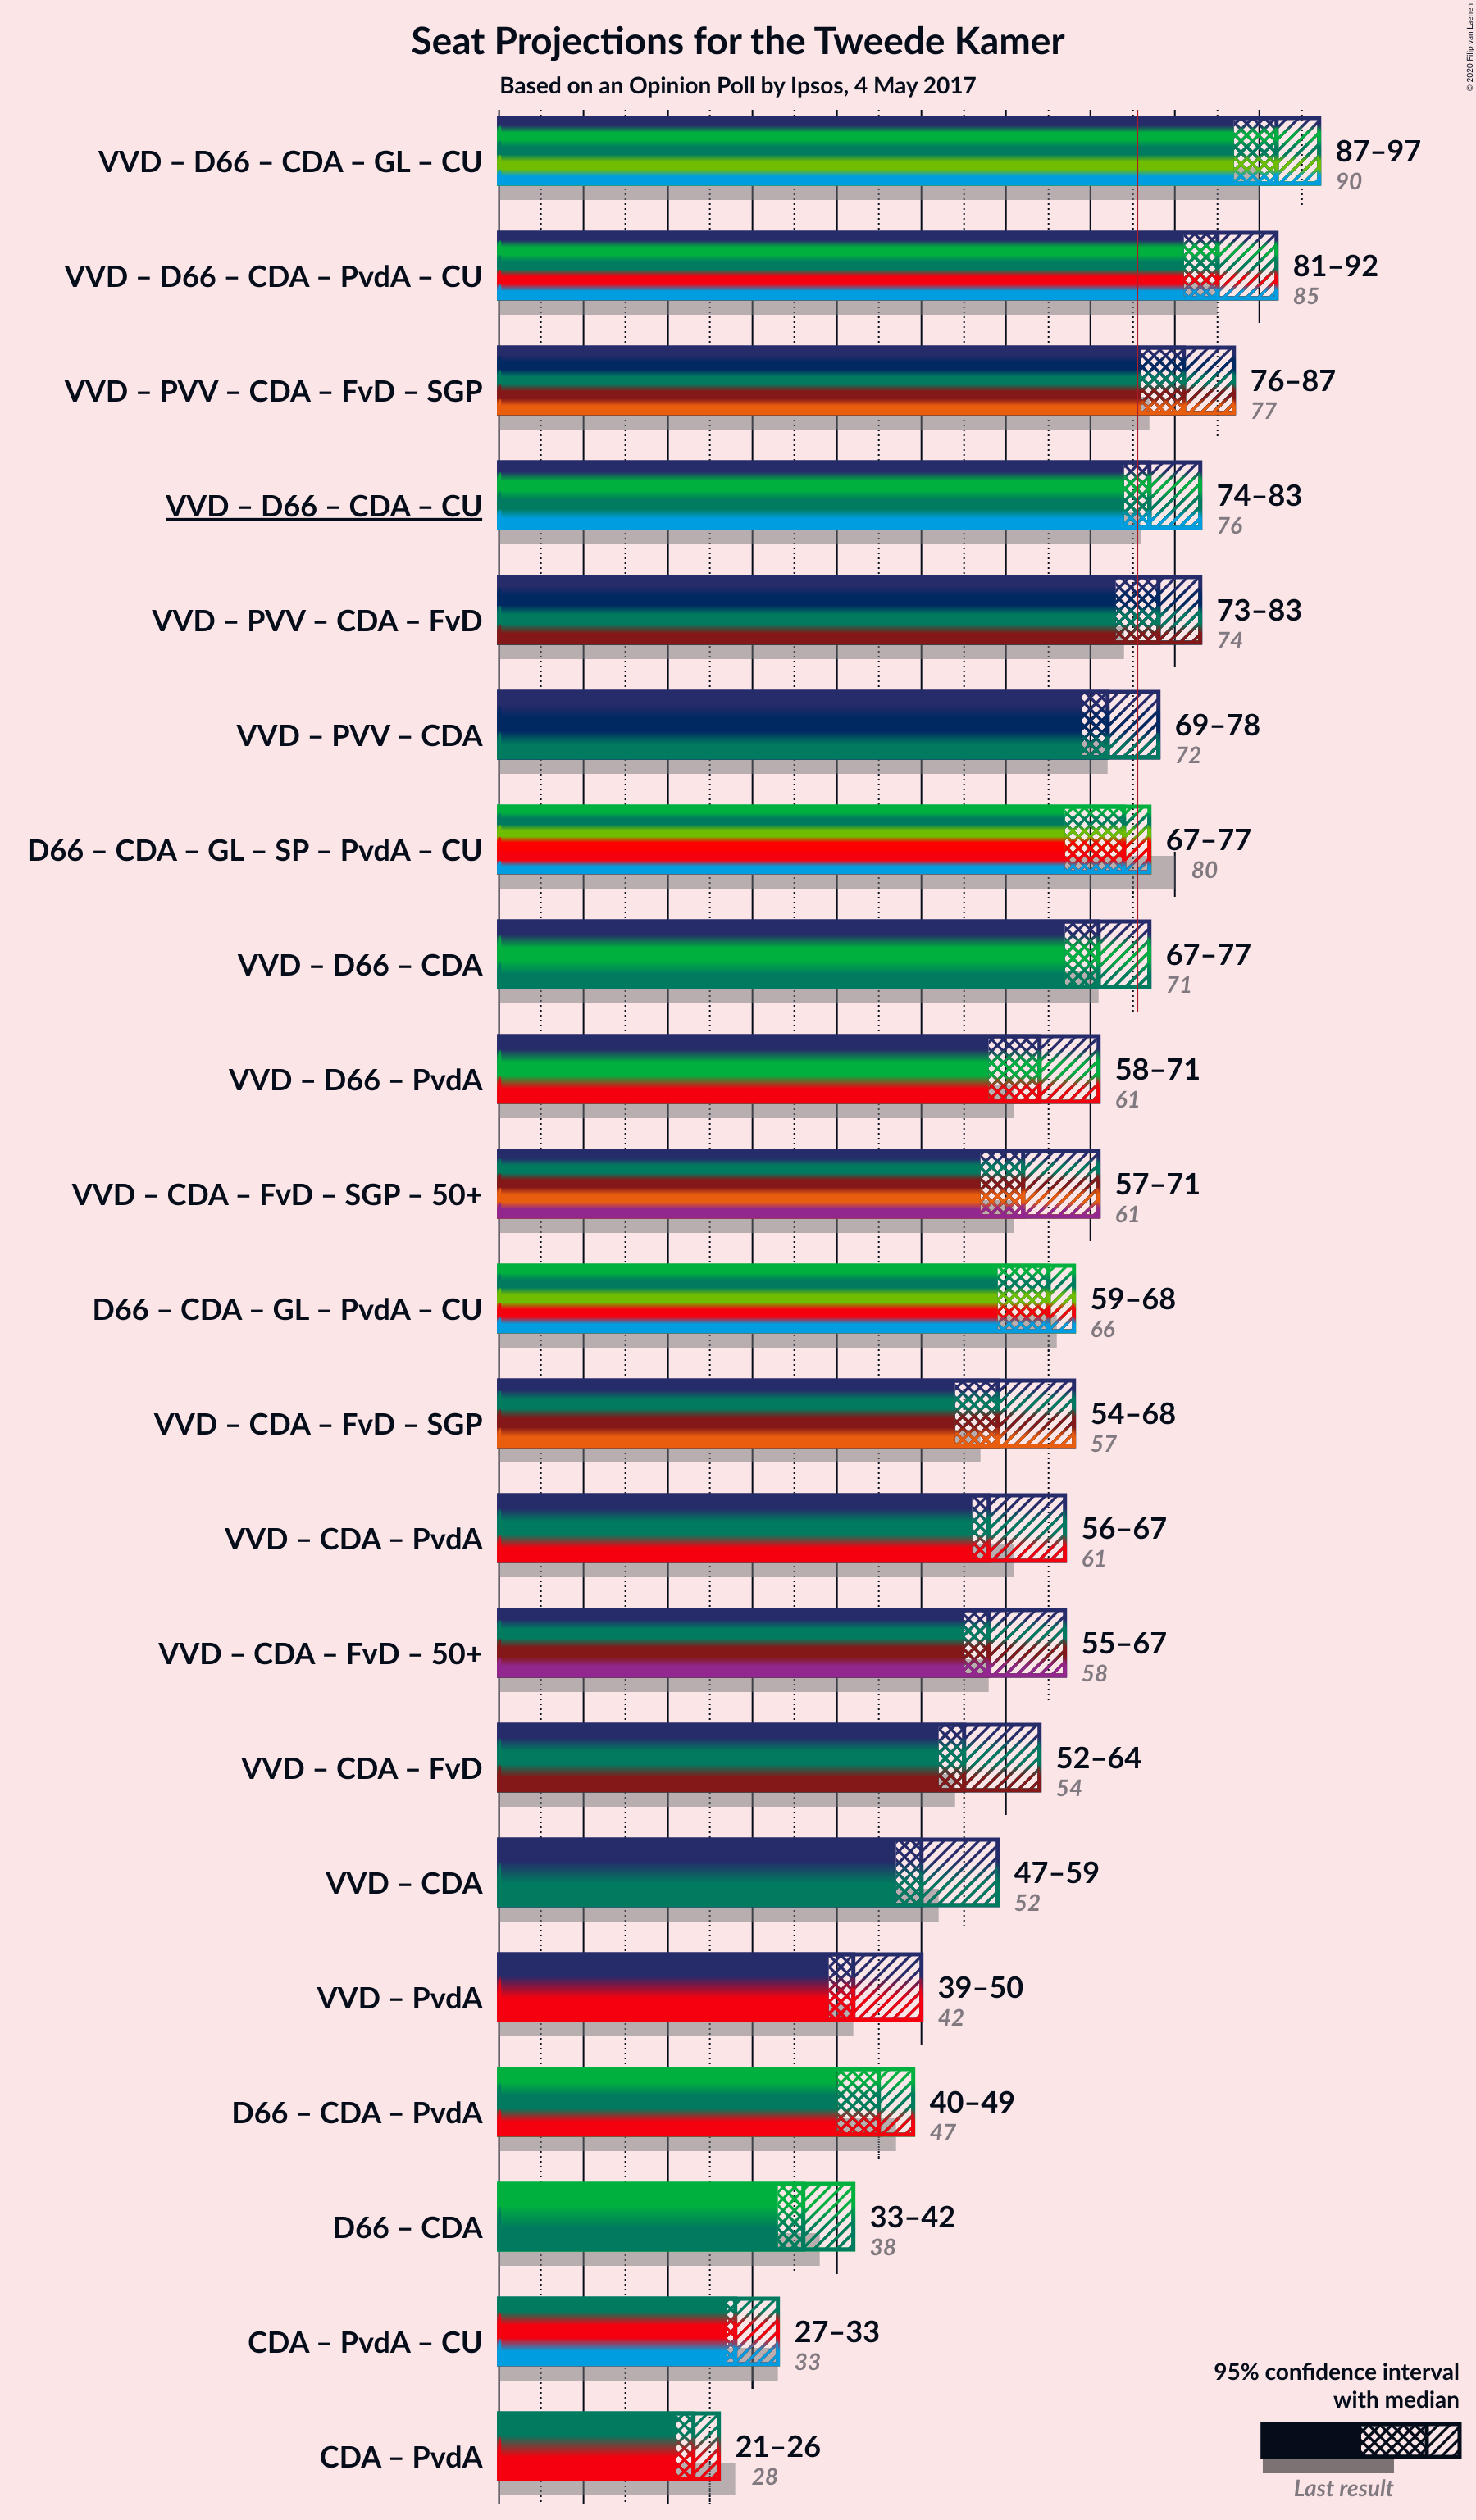 Seat Projections for the Tweede Kamer
Based on an Opinion Poll by Ipsos, 4 May 2017
© 2020 Filip van Laenen
VVD – D66 – CDA – GL – CU
87–97
90
VVD – D66 – CDA – PvdA – CU
81–92
85
VVD – PVV – CDA – FvD – SGP
76–87
77
VVD – D66 – CDA – CU
74–83
76
VVD – PVV – CDA – FvD
73–83
74
VVD – PVV – CDA
69–78
72
D66 – CDA – GL – SP – PvdA – CU
67–77
80
VVD – D66 – CDA
67–77
71
VVD – D66 – PvdA
58–71
61
VVD – CDA – FvD – SGP – 50+
57–71
61
D66 – CDA – GL – PvdA – CU
59–68
66
VVD – CDA – FvD – SGP
54–68
57
VVD – CDA – PvdA
56–67
61
VVD – CDA – FvD – 50+
55–67
58
VVD – CDA – FvD
52–64
54
VVD – CDA
47–59
52
VVD – PvdA
39–50
42
D66 – CDA – PvdA
40–49
47
D66 – CDA
33–42
38
CDA – PvdA – CU
27–33
33
CDA – PvdA
21–26
28
95% confidence interval
with median
Last result